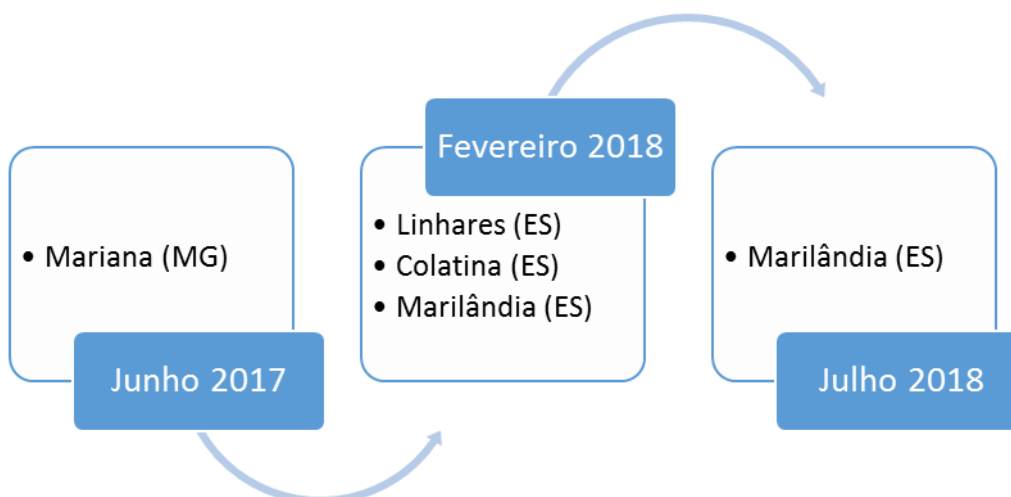 • Mariana (MG)
Junho 2017
Fevereiro 2018
• Linhares (ES)
• Colatina (ES)
• Marilândia (ES)
• Marilândia (ES)
Julho 2018